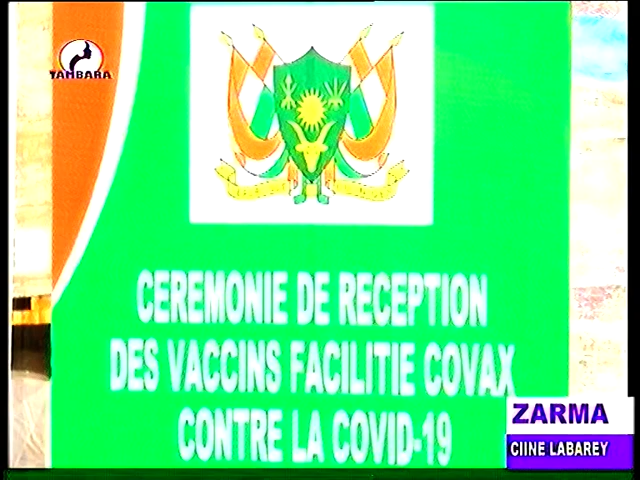 TAMBARA
CEREMONIE DE RECEPTION
DES VACCINS FACILITIE COVAX
CONTRE LA COVID-19
ZARMA
CIINE LABAREY